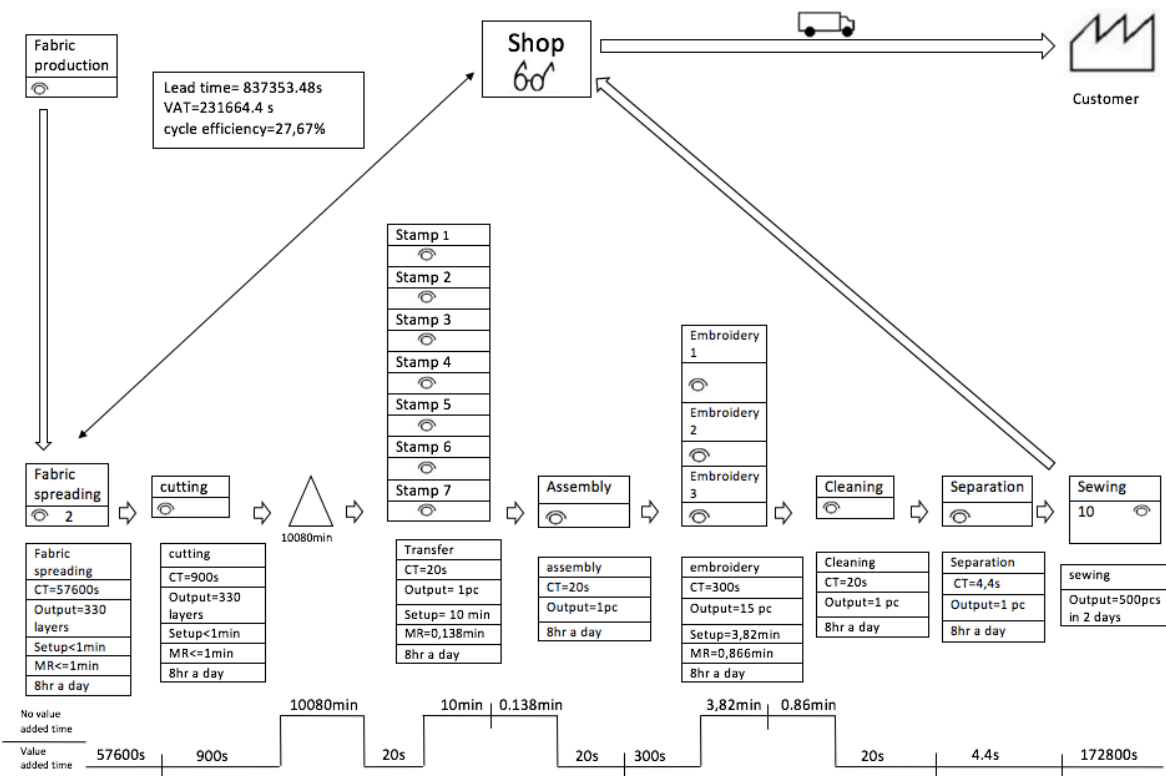 Fabric
production
Lead time= 837353.48s
VAT=231664.4 s
cycle efficiency=27,67%
Shop
Customer
Stamp 1
Stamp 2
Stamp 3
Stamp 4
Stamp 5
Stamp 6
Stamp 7
Embroidery
1
Embroidery
2
Embroidery
3
Fabric
spreading
2
cutting
10080min
Assembly
Cleaning
Separation
Sewing
10
Fabric
spreading
CT=57600s
Output=330
layers
Setup<1min
MR<=1min
8hr a day
cutting
CT=900s
Output=330
layers
Setup<1min
MR<=1min
8hr a day
Transfer
CT=20s
Output= 1pc
Setup= 10 min
MR=0,138min
8hr a day
assembly
CT=20s
Output=1pc
8hr a day
embroidery
CT=300s
Output=15 pc
Setup=3,82min
MR=0,866min
8hr a day
Cleaning
CT=20s
Output=1 pc
8hr a day
Separation
CT=4,4s
Output=1 pc
8hr a day
sewing
Output=500pcs
in 2 days
No value
added time
10080min
10min
0.138min
3,82min
0.86min
Value
added time
57600s
900s
20s
20s
300s
20s
4.4s
172800s